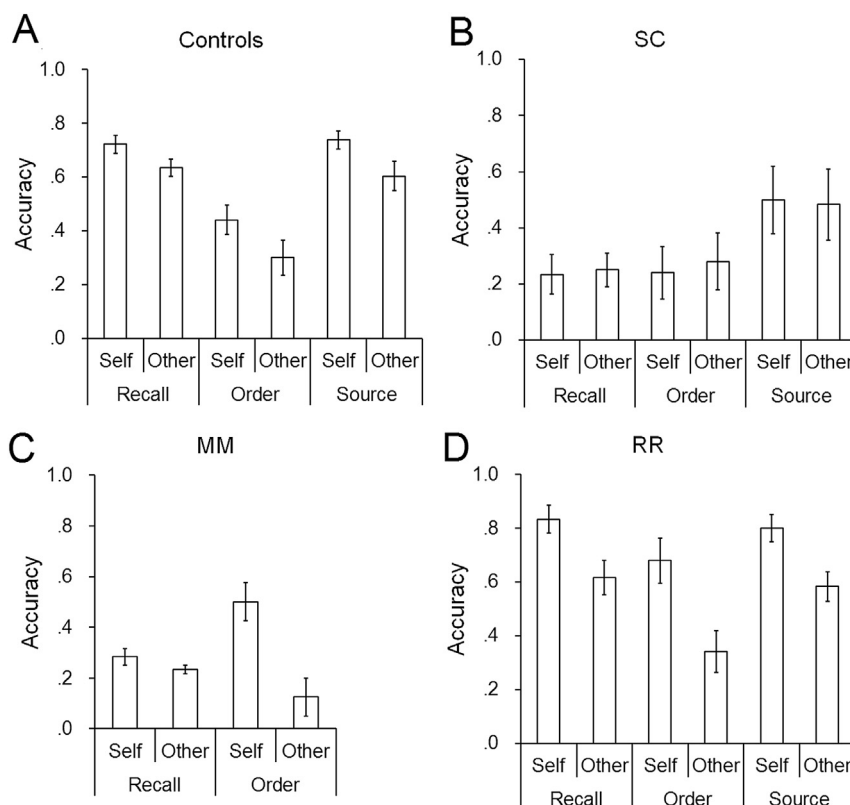 A
Controls
Accuracy
1.0
.8
.6
.4
.2
.0
Self Other Self Other Self Other
Recall Order Source
B
SC
Accuracy
1.0
.8
.6
.4
.2
.0
Self Other Self Other Self Other
Recall Order Source
C
MM
Accuracy
1.0
.8
.6
.4
.2
.0
Self Other Self Other
Recall Order
D
RR
Accuracy
1.0
.8
.6
.4
.2
.0
Self Other Self Other Self Other
Recall Order Source